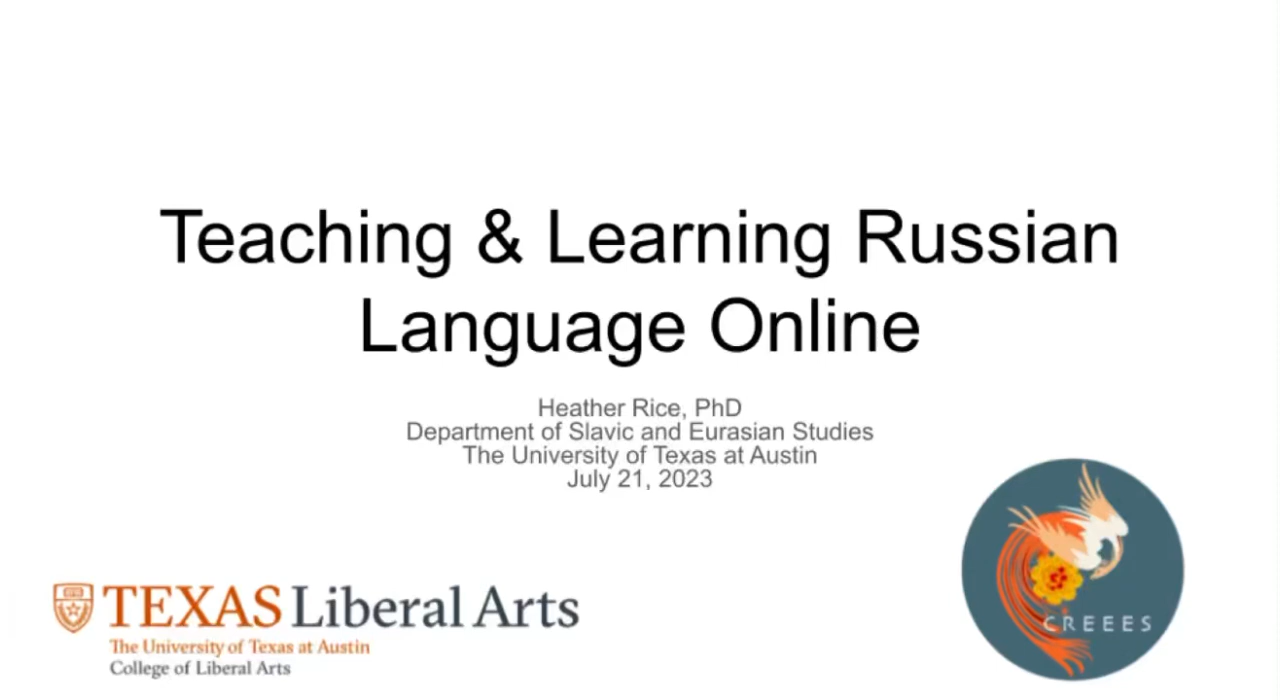 Teaching & Learning Russian
Language Online
Heather Rice, PhD
Department of Slavic and Eurasian Studies
The University of Texas at Austin
July 21, 2023
TEXAS Liberal Arts
The University of Texas at Austin
College of Liberal Arts
CREEES